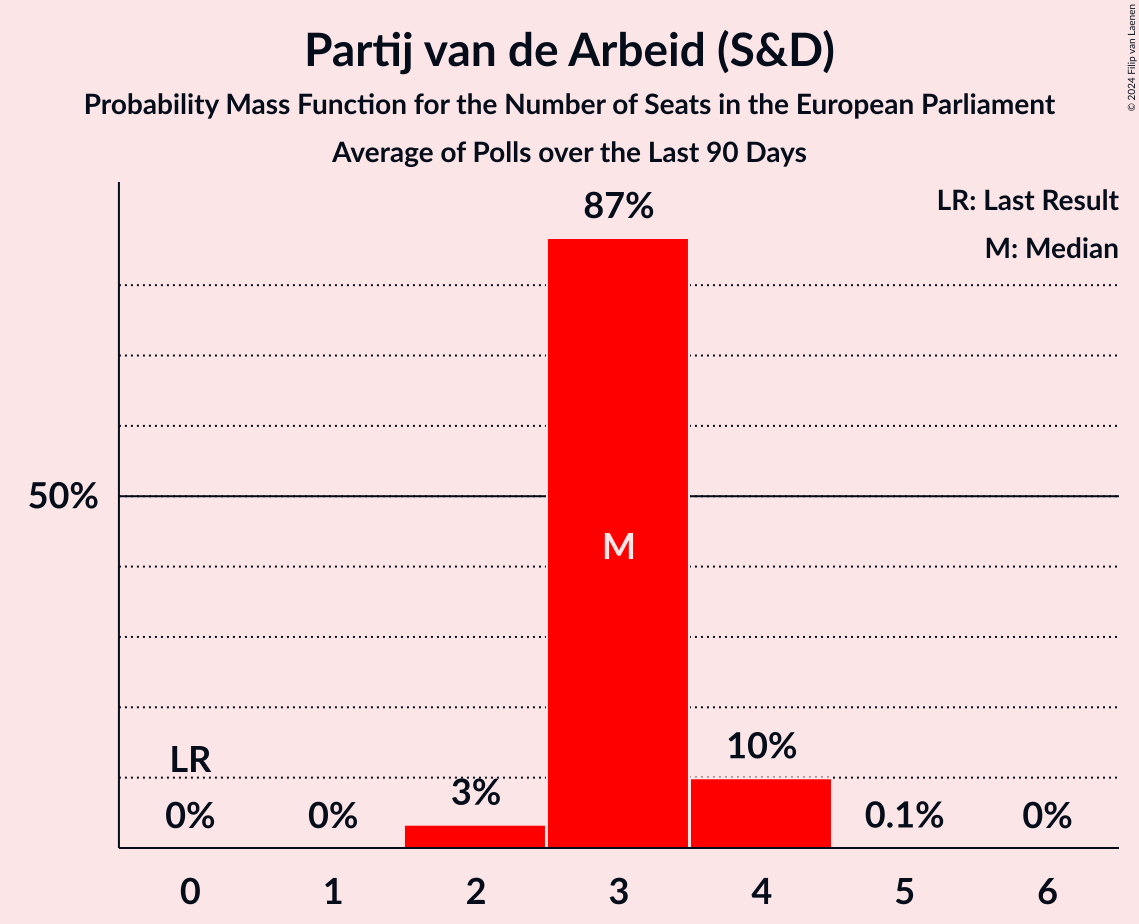 Partij van de Arbeid (S&D)
Probability Mass Function for the Number of Seats in the European Parliament
Average of Polls over the Last 90 Days
© 2024 Filip van Laenen
LR: Last Result
M: Median
87%
50%
M
LR
10%
3%
0%
0%
0.1%
0%
0
1
2
3
4
5
6